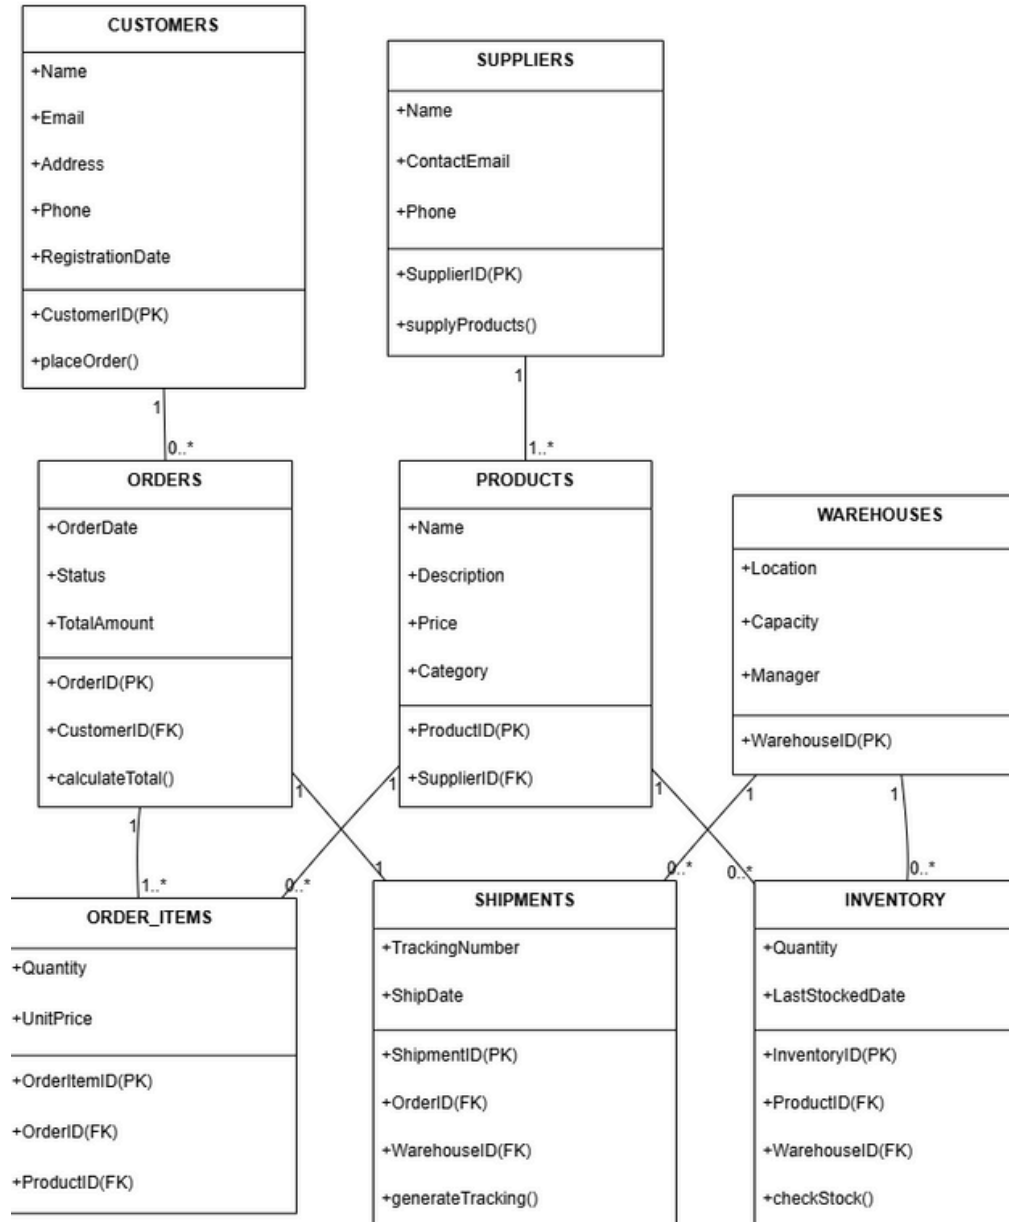 CUSTOMERS
+Name
+Email
+Address
+Phone
+RegistrationDate
+CustomerID(PK)
+placeOrder()
1
0..*
SUPPLIERS
+Name
+ContactEmail
+Phone
+SupplierID(PK)
+supplyProducts()
1
1..*
ORDERS
+OrderDate
+Status
+TotalAmount
+OrderID(PK)
+CustomerID(FK)
+calculateTotal()
1
1
1..*
1
PRODUCTS
+Name
+Description
+Price
+Category
+ProductID(PK)
+SupplierID(FK)
1
1
0..*
0..*
WAREHOUSES
+Location
+Capacity
+Manager
+WarehouseID(PK)
1
1
0..*
0..*
ORDER_ITEMS
+Quantity
+UnitPrice
+OrderItemID(PK)
+OrderID(FK)
+ProductID(FK)
SHIPMENTS
+TrackingNumber
+ShipDate
+ShipmentID(PK)
+OrderID(FK)
+WarehouseID(FK)
+generateTracking()
INVENTORY
+Quantity
+LastStockedDate
+InventoryID(PK)
+ProductID(FK)
+WarehouseID(FK)
+checkStock()